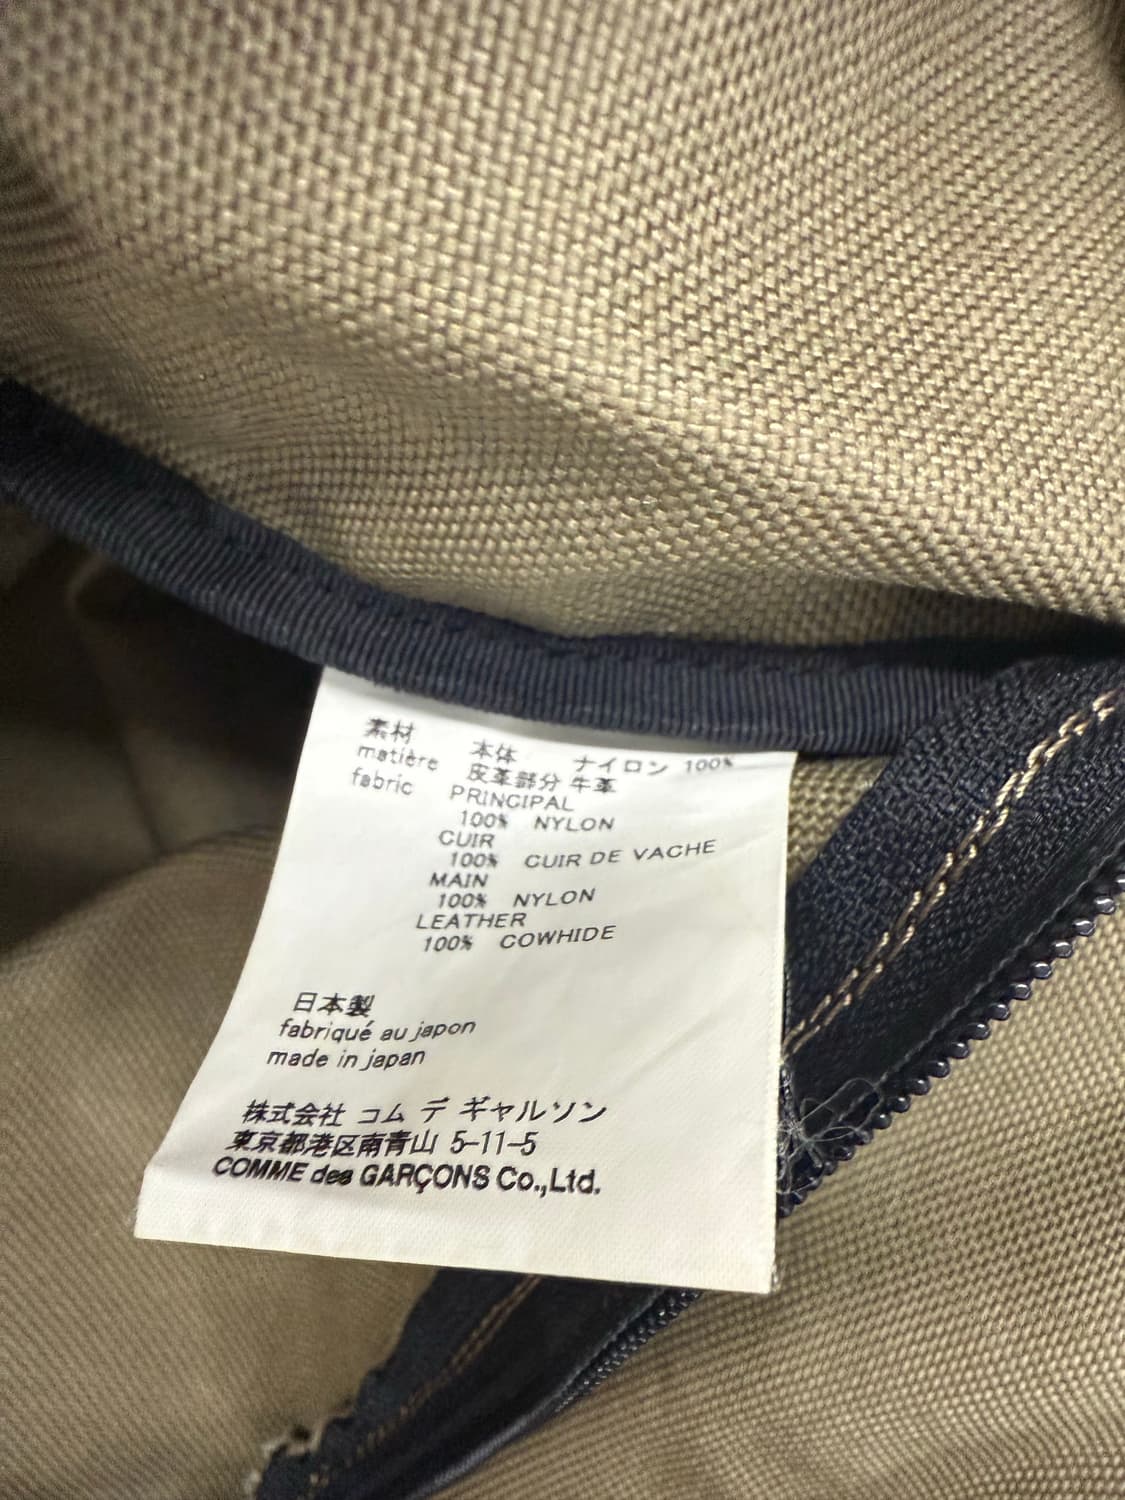 素材 本体 ナイロン 100%
matière 皮革部分 牛革
fabric PRINCIPAL
100% NYLON
CUIR
100% CUIR DE VACHE
MAIN
100% NYLON
LEATHER
100% COWHIDE
日本製
fabriqué au japon
made in japan
株式会社 コム デ ギャルソン
東京都港区南青山 5-11-5
COMME des GARÇONS Co.,Ltd.